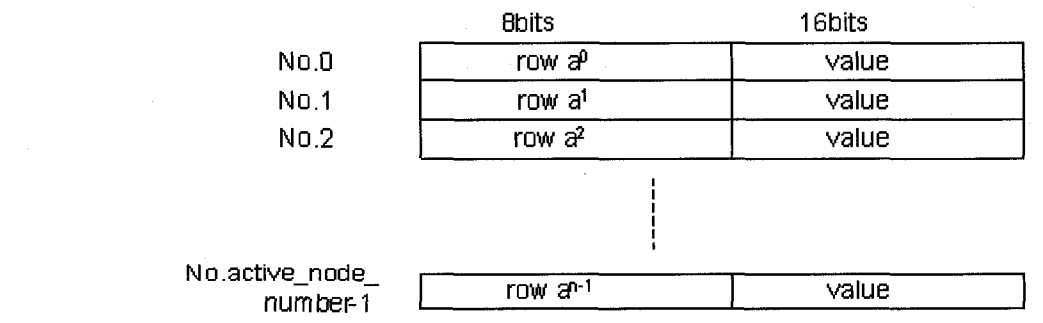 8bits 16bits
No.0 row a⁰ value
No.1 row a¹ value
No.2 row a² value
No.active_node_
number-1 row aⁿ⁻¹ value